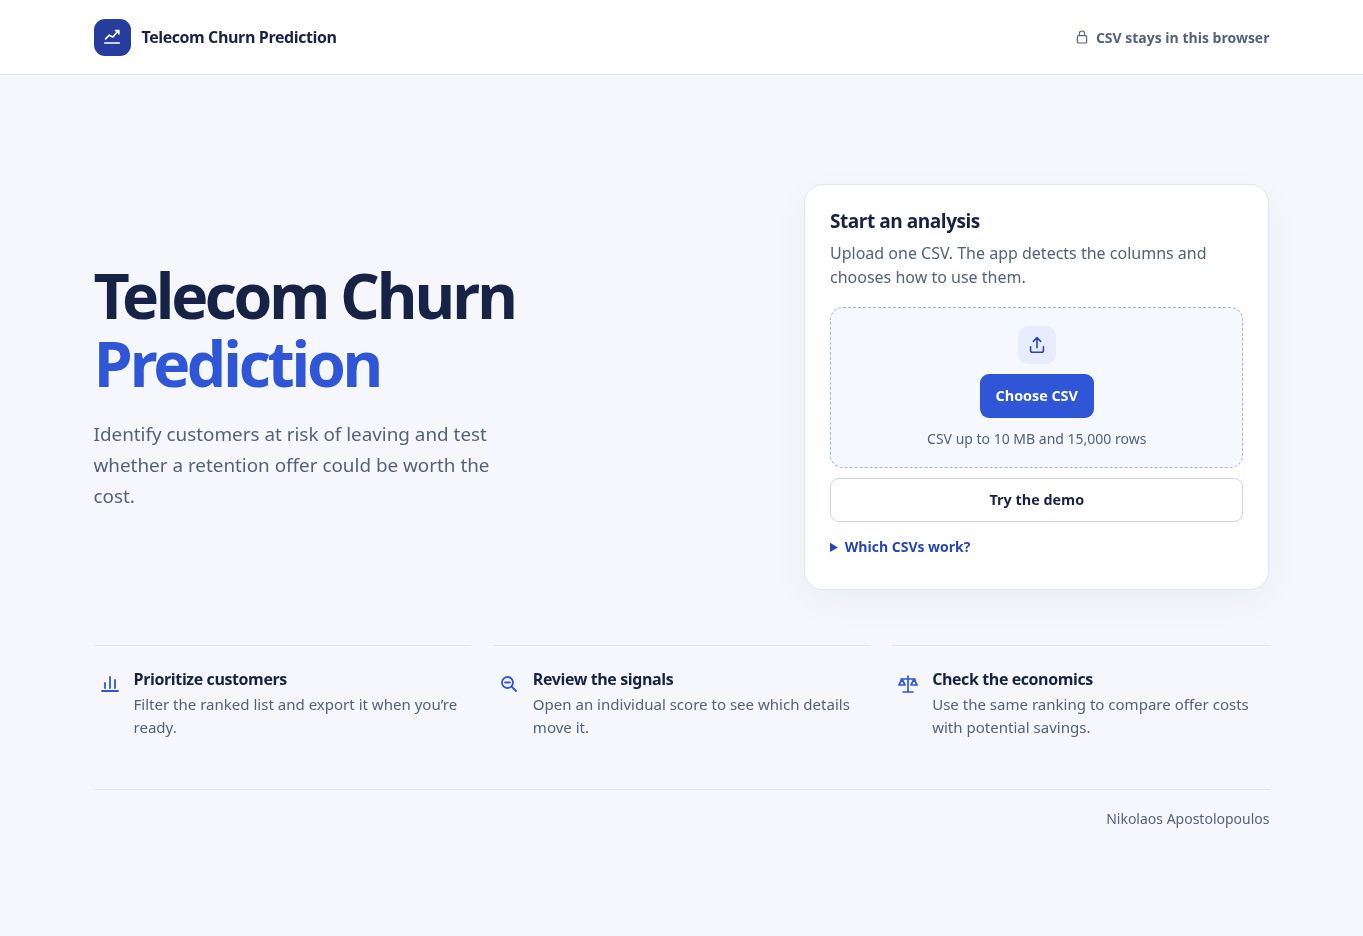 Telecom Churn Prediction
CSV stays in this browser
Telecom Churn
Prediction
Identify customers at risk of leaving and test
whether a retention offer could be worth the
cost.
Start an analysis
Upload one CSV. The app detects the columns and
chooses how to use them.
Choose CSV
CSV up to 10 MB and 15,000 rows
Try the demo
Which CSVs work?
Prioritize customers
Filter the ranked list and export it when you’re
ready.
Review the signals
Open an individual score to see which details
move it.
Check the economics
Use the same ranking to compare offer costs
with potential savings.
Nikolaos Apostolopoulos